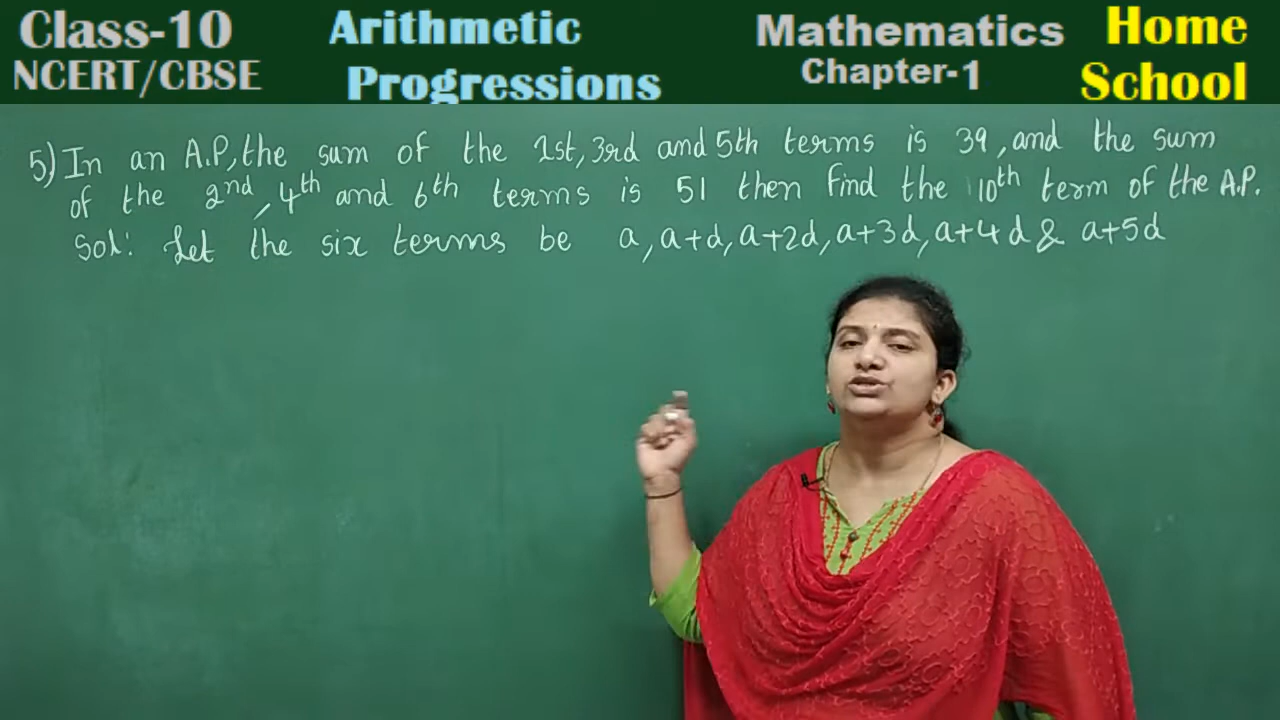 Class-10 Arithmetic Mathematics Home
NCERT/CBSE Progressions Chapter-1 School
5) In an A.P, the sum of the 1st, 3rd and 5th terms is 39, and the sum
of the 2nd, 4th and 6th terms is 51 then find the 10th term of the A.P.
Sol: Let the six terms be a, a+d, a+2d, a+3d, a+4d & a+5d